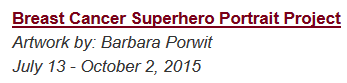 Breast Cancer Superhero Portrait Project
Artwork by: Barbara Porwit
July 13 - October 2, 2015